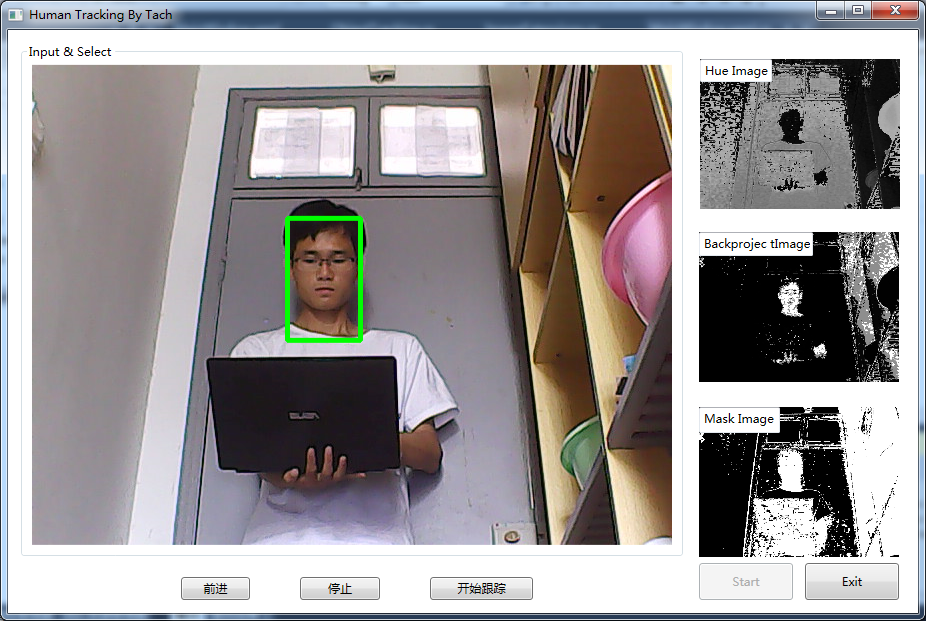 Human Tracking By Tach
Input & Select
Hue Image
Backprojec tImage
Mask Image
ASUS
前进
停止
开始跟踪
Start
Exit